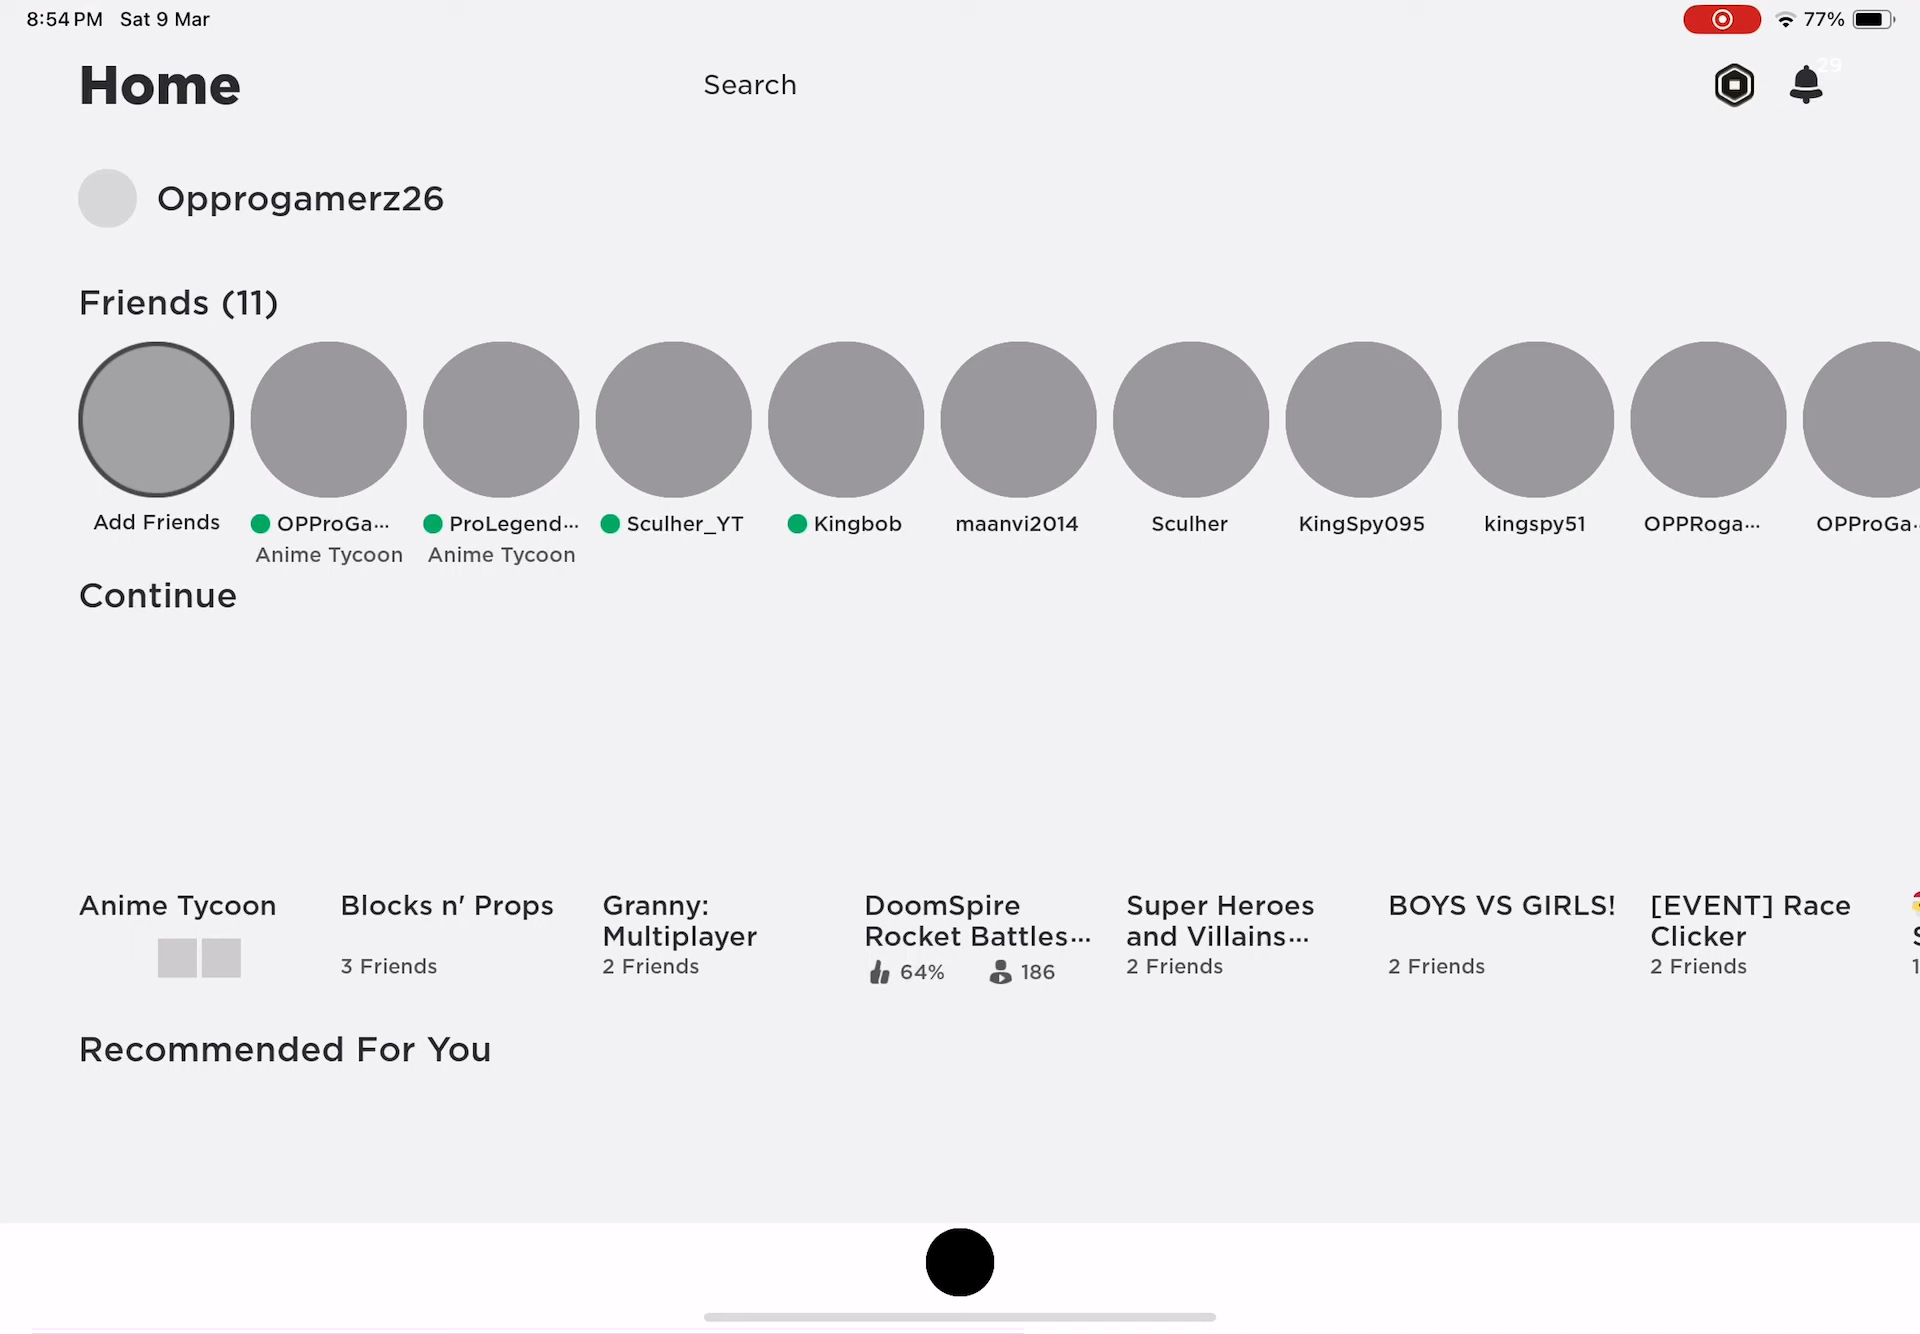 8:54 PM Sat 9 Mar
77%
Home
Search
29
Opprogamerz26
Friends (11)
Add Friends
OPProGa...
Anime Tycoon
ProLegend...
Anime Tycoon
Sculher_YT
Kingbob
maanvi2014
Sculher
KingSpy095
kingspy51
OPPRoga...
OPProGa
Continue
Anime Tycoon
Blocks n' Props
3 Friends
Granny:
Multiplayer
2 Friends
DoomSpire
Rocket Battles...
64% 186
Super Heroes
and Villains...
2 Friends
BOYS VS GIRLS!
2 Friends
[EVENT] Race
Clicker
2 Friends
Recommended For You